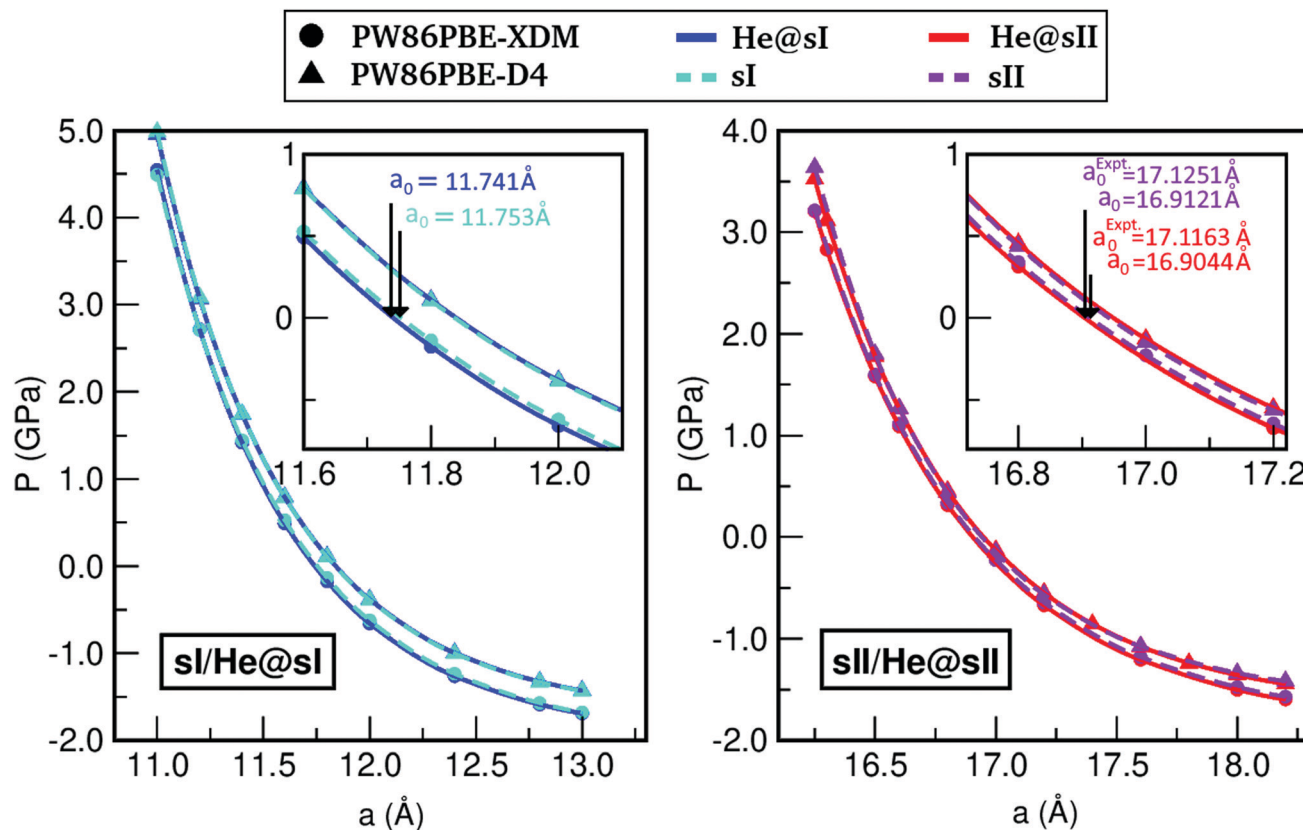 PW86PBE-XDM He@sI He@sII
PW86PBE-D4 sI sII
5.0
4.0
3.0
2.0
1.0
0.0
-1.0
-2.0
P (GPa)
1
0
a0 = 11.741Å
a0 = 11.753Å
11.6 11.8 12.0
sI/He@sI
11.0 11.5 12.0 12.5 13.0
a (Å)
4.0
3.0
2.0
1.0
0.0
-1.0
-2.0
P (GPa)
1
0
a0Expt.=17.1251Å
a0=16.9121Å
a0Expt.=17.1163Å
a0=16.9044Å
16.8 17.0 17.2
sII/He@sII
16.5 17.0 17.5 18.0
a (Å)